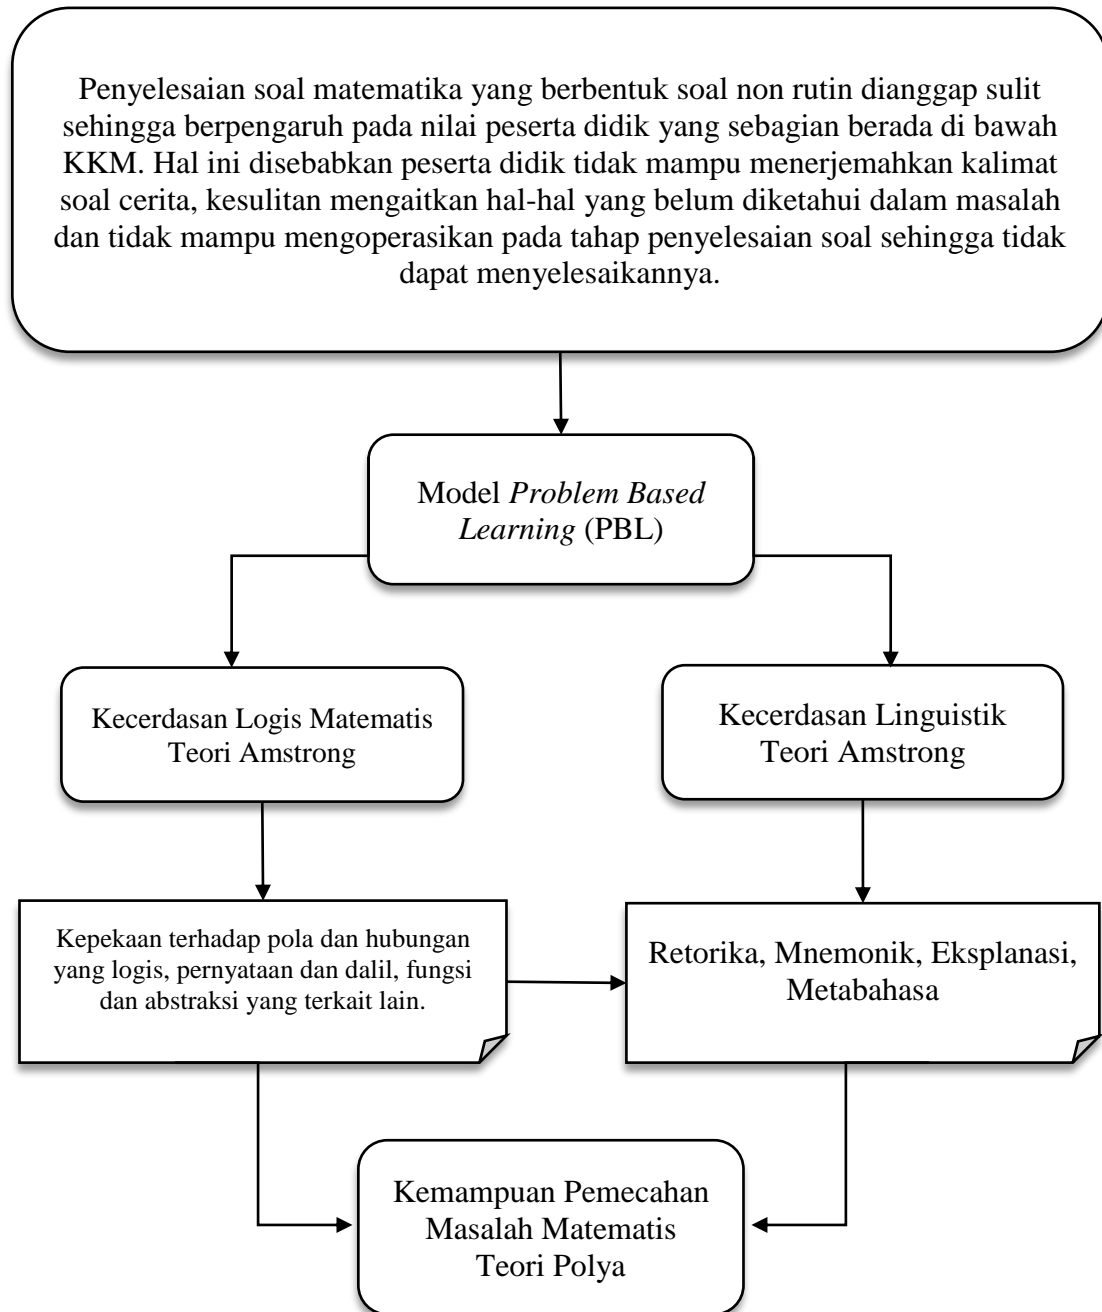 Penyelesaian soal matematika yang berbentuk soal non rutin dianggap sulit
sehingga berpengaruh pada nilai peserta didik yang sebagian berada di bawah
KKM. Hal ini disebabkan peserta didik tidak mampu menerjemahkan kalimat
soal cerita, kesulitan mengaitkan hal-hal yang belum diketahui dalam masalah
dan tidak mampu mengoperasikan pada tahap penyelesaian soal sehingga tidak
dapat menyelesaikannya.
Model Problem Based
Learning (PBL)
Kecerdasan Logis Matematis
Teori Amstrong
Kecerdasan Linguistik
Teori Amstrong
Kepekaan terhadap pola dan hubungan
yang logis, pernyataan dan dalil, fungsi
dan abstraksi yang terkait lain.
Retorika, Mnemonik, Eksplanasi,
Metabahasa
Kemampuan Pemecahan
Masalah Matematis
Teori Polya